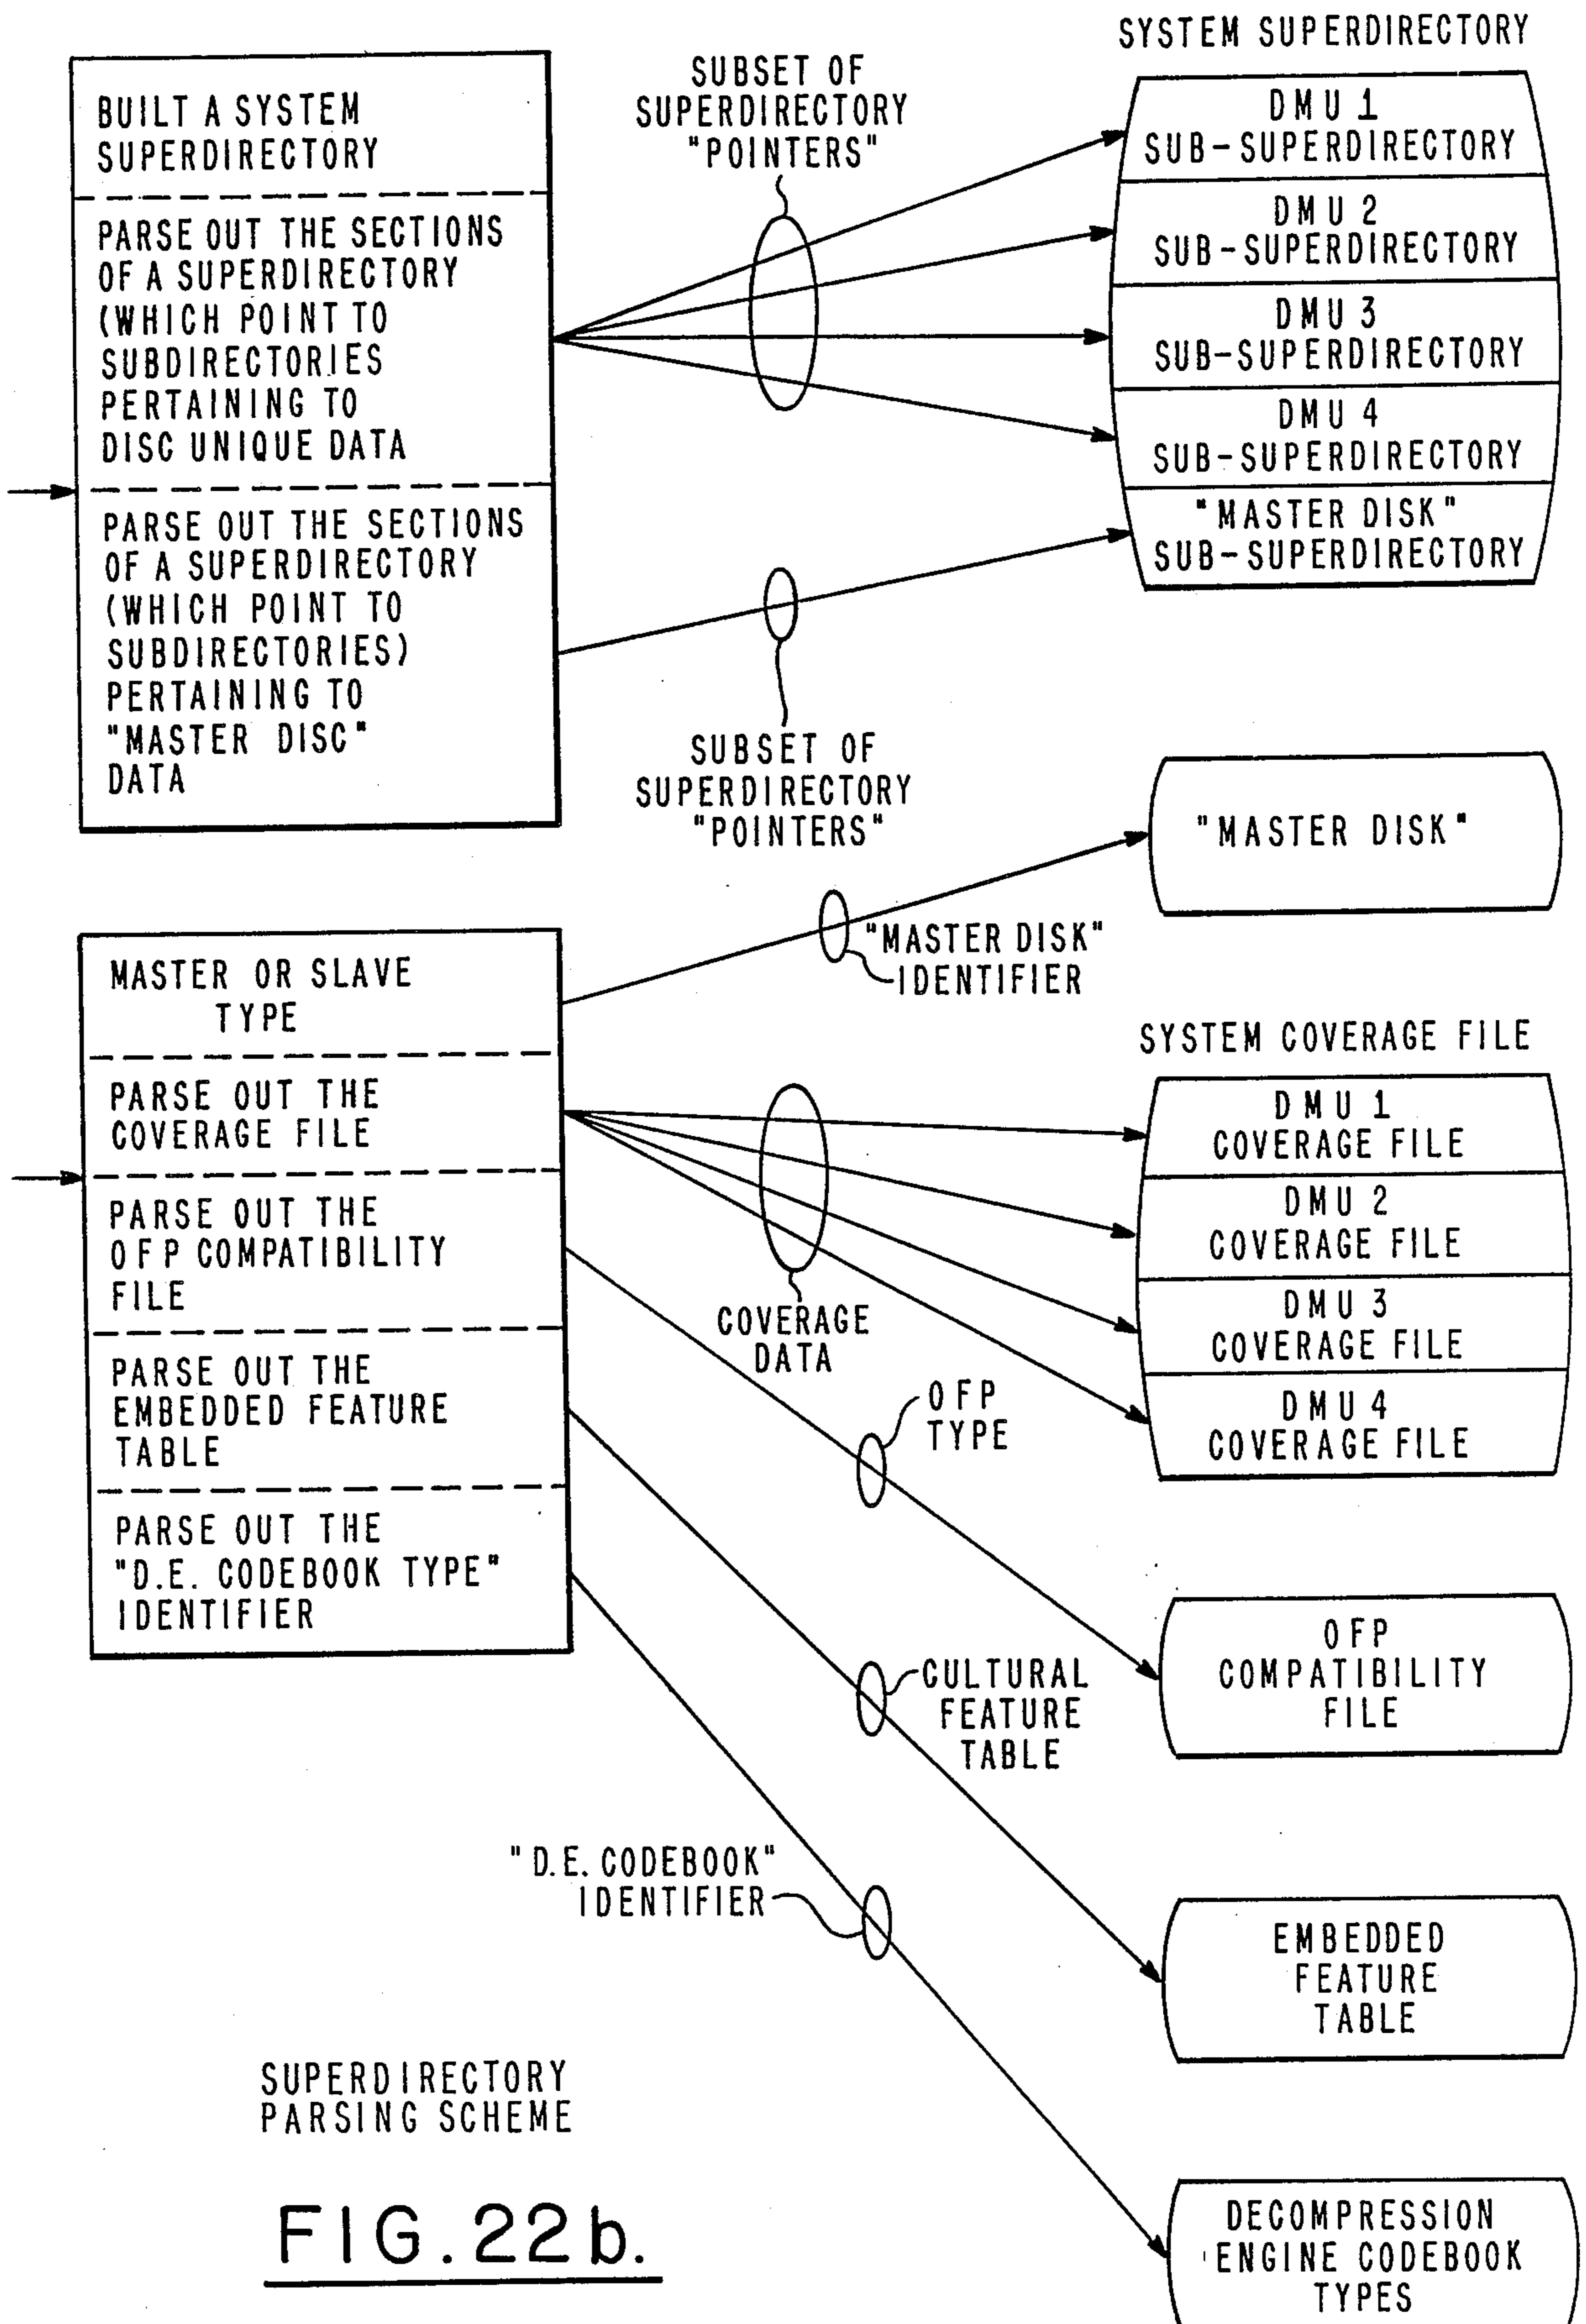 SYSTEM SUPERDIRECTORY
BUILT A SYSTEM
SUPERDIRECTORY
PARSE OUT THE SECTIONS
OF A SUPERDIRECTORY
(WHICH POINT TO
SUBDIRECTORIES
PERTAINING TO
DISC UNIQUE DATA
PARSE OUT THE SECTIONS
OF A SUPERDIRECTORY
(WHICH POINT TO
SUBDIRECTORIES)
PERTAINING TO
"MASTER DISC"
DATA
SUBSET OF
SUPERDIRECTORY
"POINTERS"
DMU 1
SUB-SUPERDIRECTORY
DMU 2
SUB-SUPERDIRECTORY
DMU 3
SUB-SUPERDIRECTORY
DMU 4
SUB-SUPERDIRECTORY
"MASTER DISK"
SUB-SUPERDIRECTORY
SUBSET OF
SUPERDIRECTORY
"POINTERS"
"MASTER DISK"
MASTER OR SLAVE
TYPE
PARSE OUT THE
COVERAGE FILE
PARSE OUT THE
OFP COMPATIBILITY
FILE
PARSE OUT THE
EMBEDDED FEATURE
TABLE
PARSE OUT THE
"D.E. CODEBOOK TYPE"
IDENTIFIER
"MASTER DISK"
IDENTIFIER
SYSTEM COVERAGE FILE
DMU 1
COVERAGE FILE
DMU 2
COVERAGE FILE
DMU 3
COVERAGE FILE
DMU 4
COVERAGE FILE
COVERAGE
DATA
OFP
TYPE
OFP
COMPATIBILITY
FILE
CULTURAL
FEATURE
TABLE
"D.E. CODEBOOK"
IDENTIFIER
EMBEDDED
FEATURE
TABLE
DECOMPRESSION
ENGINE CODEBOOK
TYPES
SUPERDIRECTORY
PARSING SCHEME
FIG. 22b.